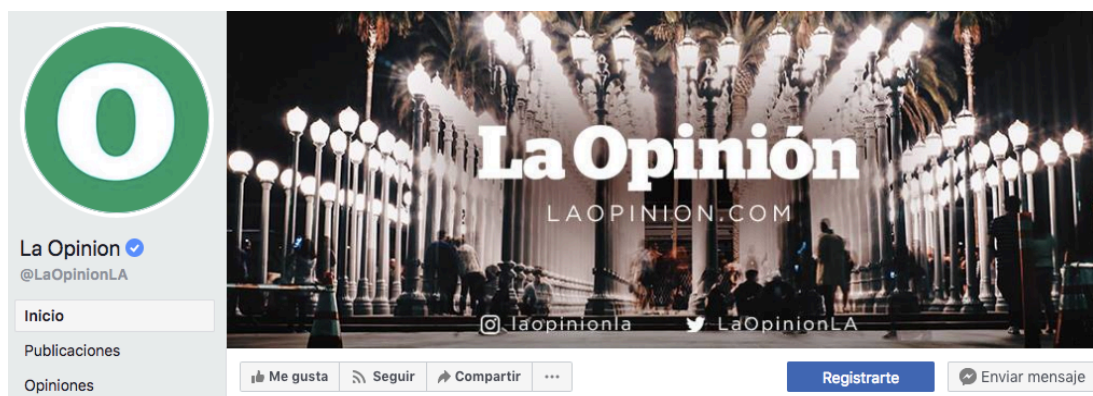 o
La Opinion
@LaOpinionLA
Inicio
Publicaciones
Opiniones
La Opinión
LAOPINION.COM
laopinionla LaOpinionLA
Me gusta Seguir Compartir ... Registrarte Enviar mensaje